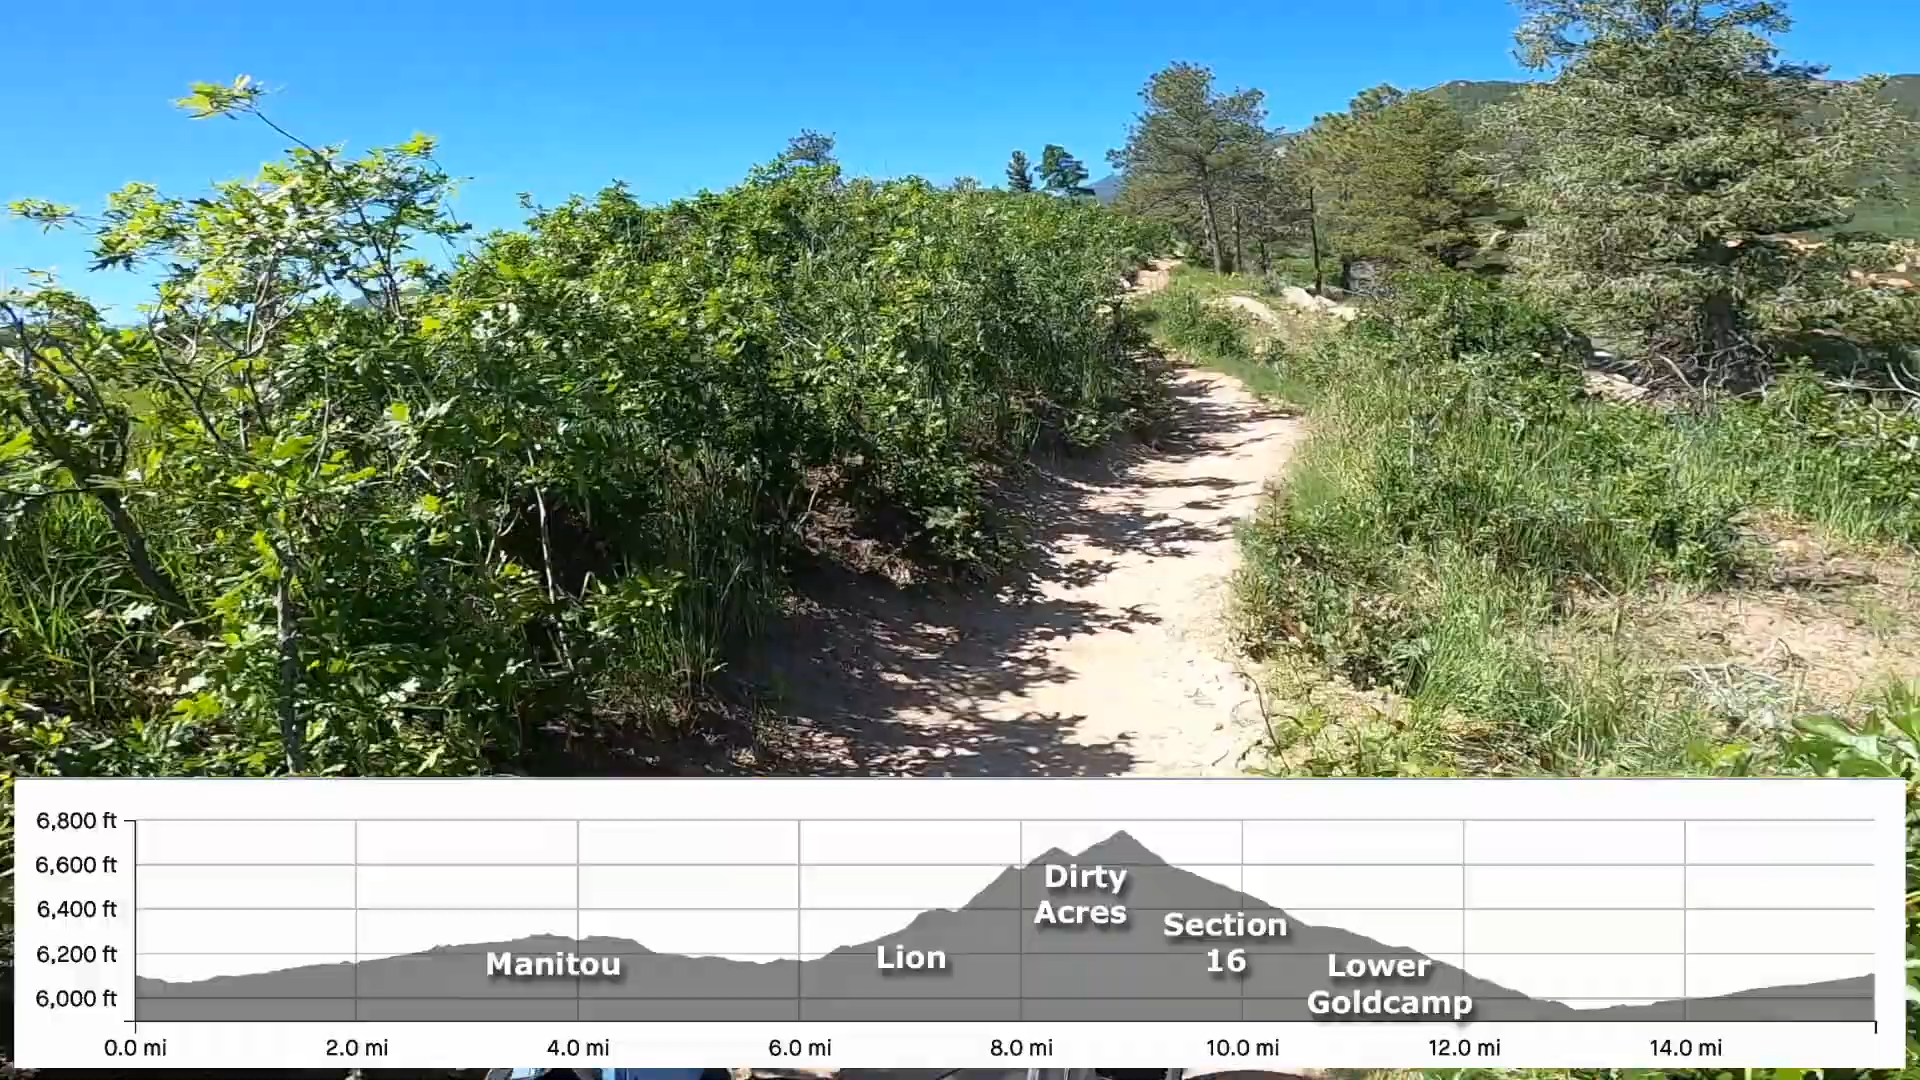 6,800 ft
6,600 ft
6,400 ft
6,200 ft
6,000 ft
Manitou
Lion
Dirty
Acres
Section
16
Lower
Goldcamp
0.0 mi
2.0 mi
4.0 mi
6.0 mi
8.0 mi
10.0 mi
12.0 mi
14.0 mi